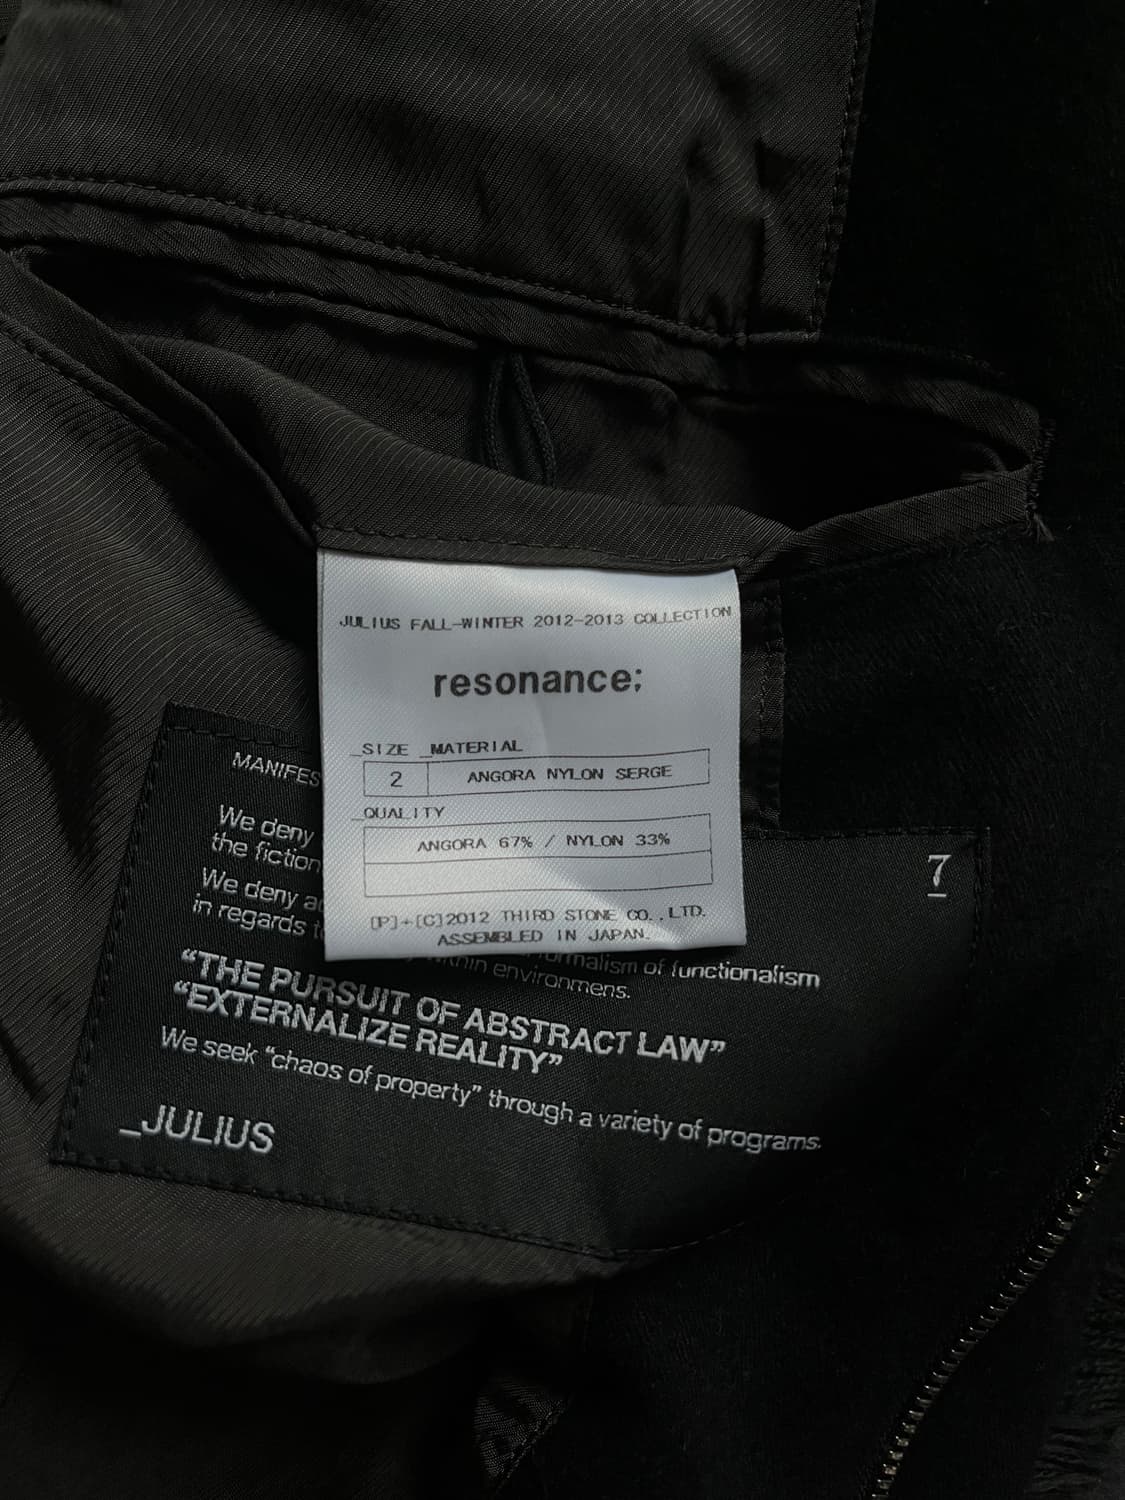 JULIUS FALL-WINTER 2012-2013 COLLECTION
resonance;
_SIZE _MATERIAL
2 ANGORA NYLON SERGE
_QUALITY
ANGORA 67% / NYLON 33%
[P]+[C]2012 THIRD STONE CO.,LTD.
ASSEMBLED IN JAPAN.
7
MANIFES
We deny
the fiction
We deny
in regards
of functionalism
within environmens.
“THE PURSUIT OF ABSTRACT LAW”
“EXTERNALIZE REALITY”
We seek “chaos of property” through a variety of programs.
_JULIUS